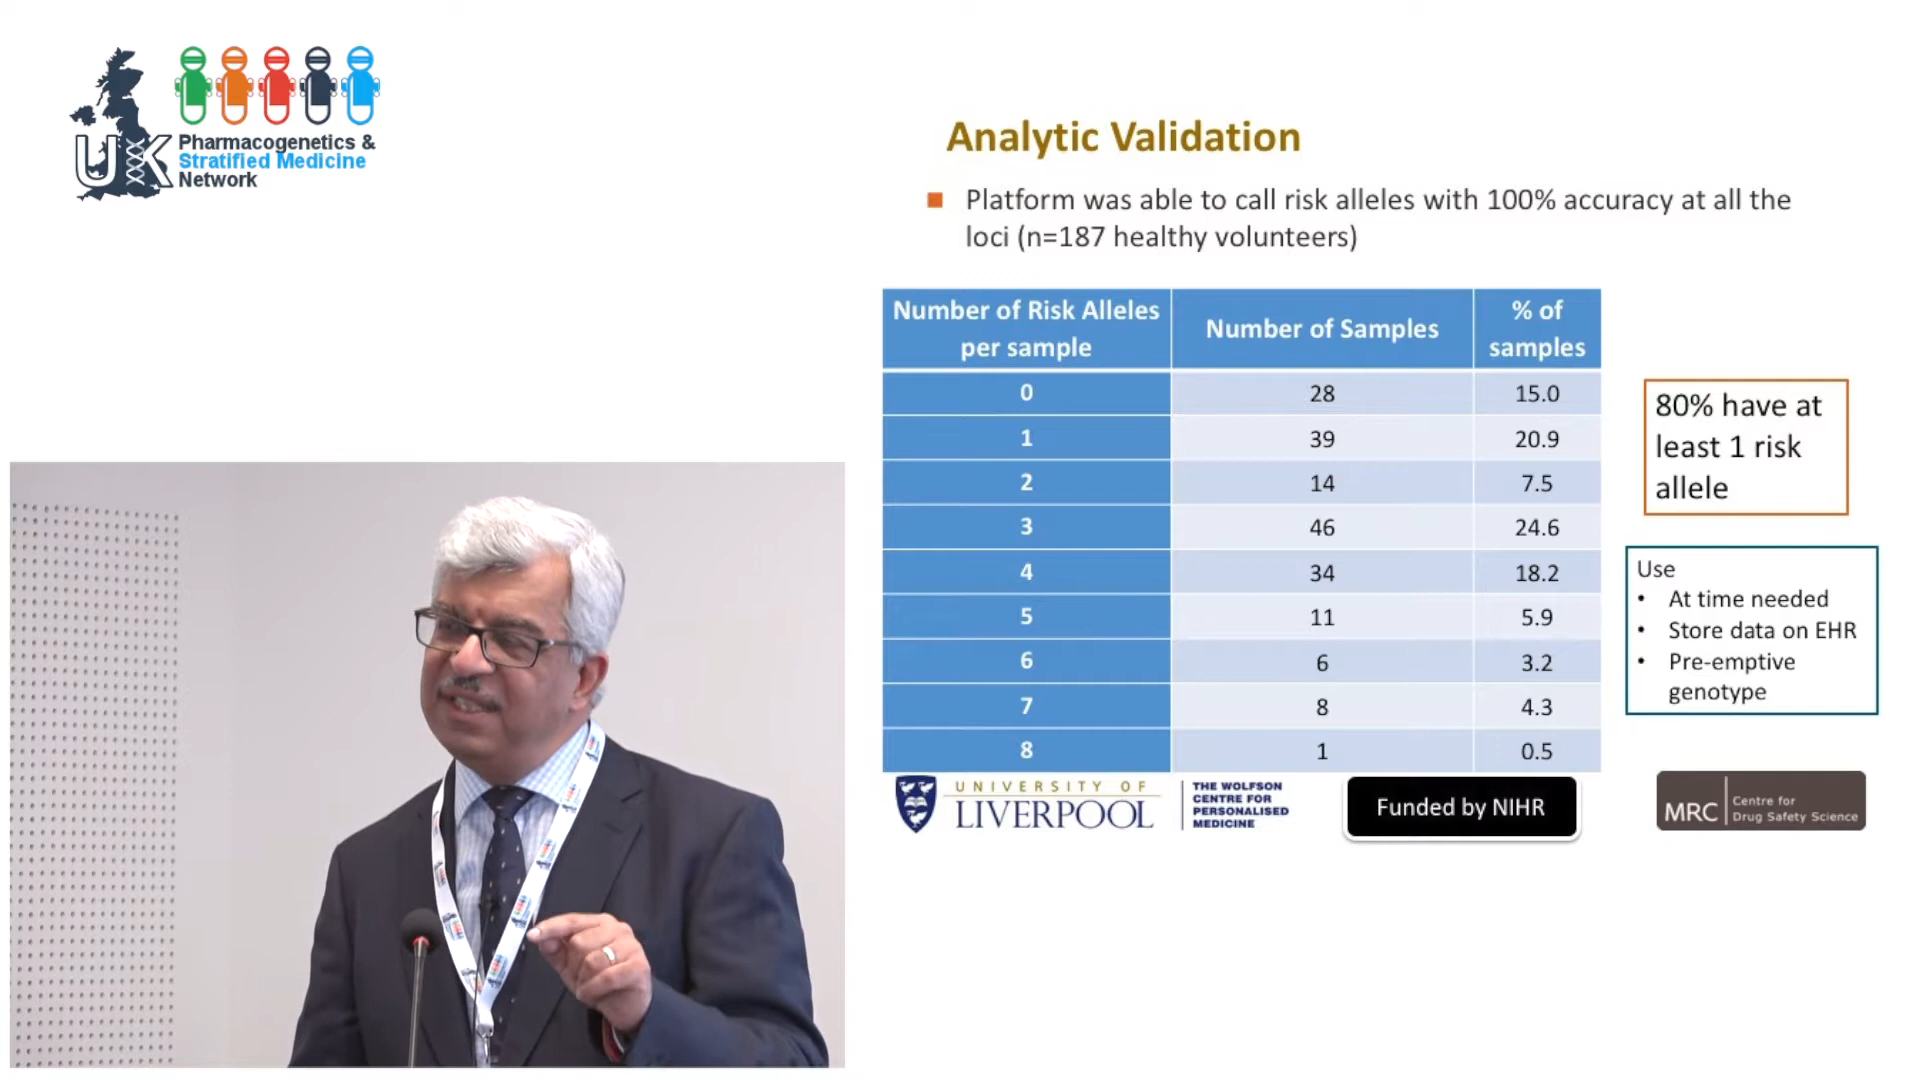 UK
Pharmacogenetics &
Stratified Medicine
Network
Analytic Validation
Platform was able to call risk alleles with 100% accuracy at all the
loci (n=187 healthy volunteers)
Number of Risk Alleles
per sample
Number of Samples
% of
samples
0 28 15.0
1 39 20.9
2 14 7.5
3 46 24.6
4 34 18.2
5 11 5.9
6 6 3.2
7 8 4.3
8 1 0.5
80% have at
least 1 risk
allele
Use
• At time needed
• Store data on EHR
• Pre-emptive
genotype
UNIVERSITY OF
LIVERPOOL
THE WOLFSON
CENTRE FOR
PERSONALISED
MEDICINE
Funded by NIHR
MRC
Centre for
Drug Safety Science